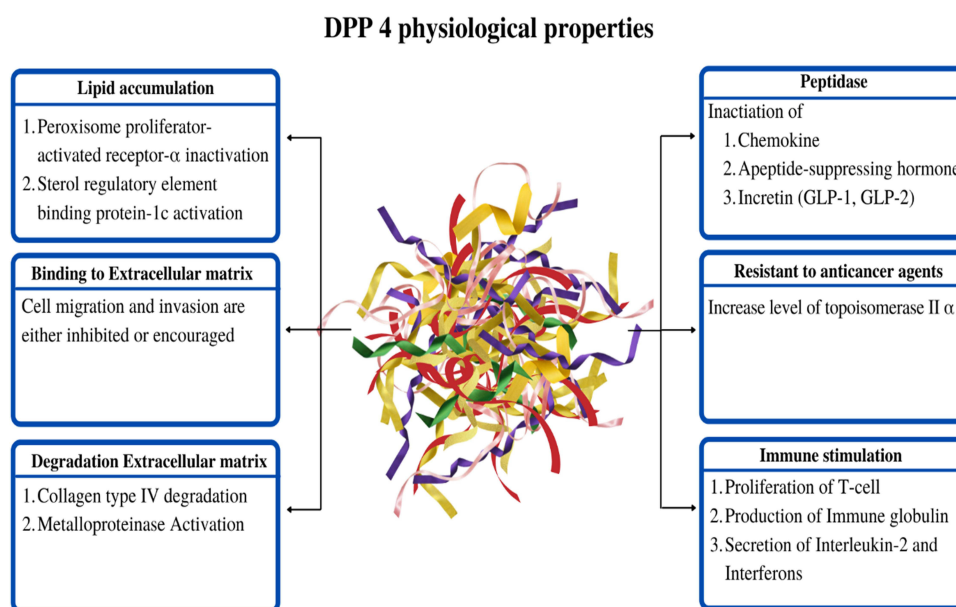 DPP 4 physiological properties
Lipid accumulation
1. Peroxisome proliferator-
activated receptor-α inactivation
2. Sterol regulatory element
binding protein-1c activation
Binding to Extracellular matrix
Cell migration and invasion are
either inhibited or encouraged
Degradation Extracellular matrix
1. Collagen type IV degradation
2. Metalloproteinase Activation
Peptidase
Inactiation of
1. Chemokine
2. Apeptide-suppressing hormone
3. Incretin (GLP-1, GLP-2)
Resistant to anticancer agents
Increase level of topoisomerase II α
Immune stimulation
1. Proliferation of T-cell
2. Production of Immune globulin
3. Secretion of Interleukin-2 and
Interferons